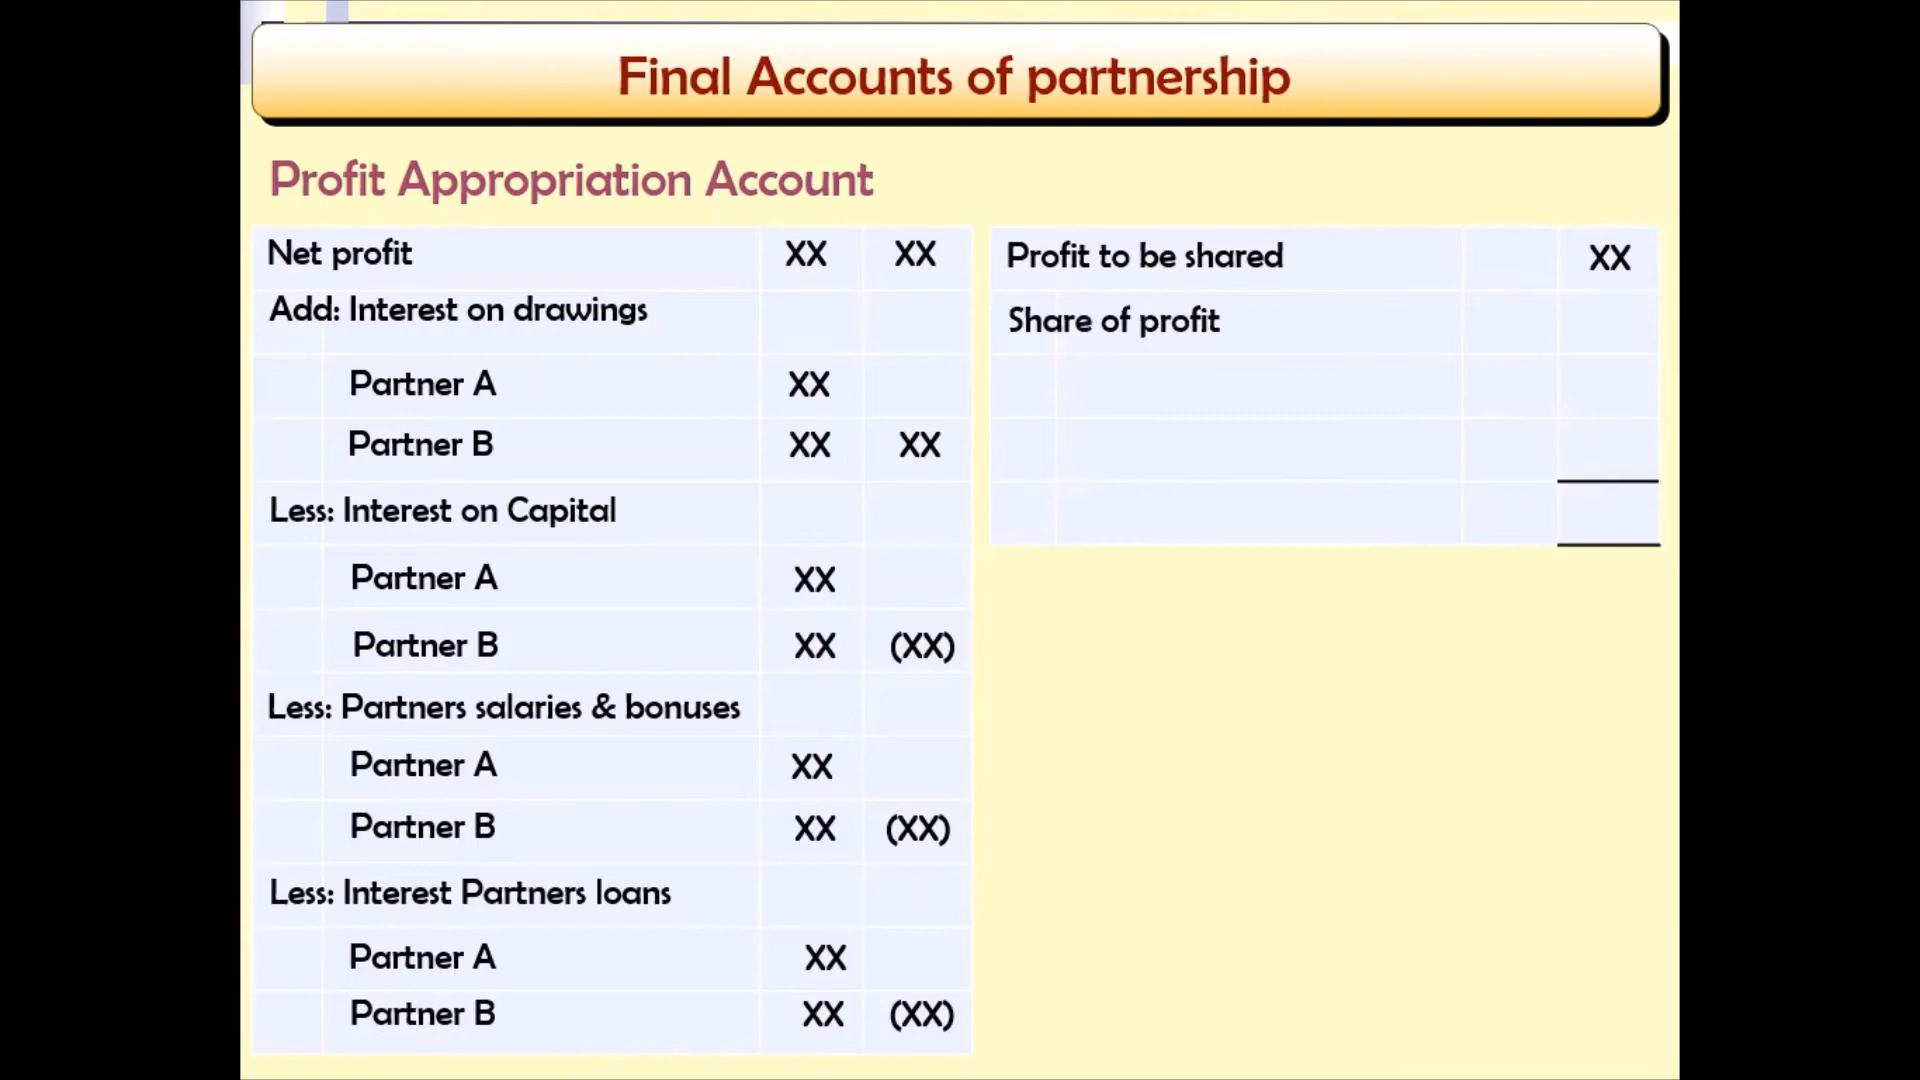 Final Accounts of partnership
Profit Appropriation Account
Net profit XX XX
Add: Interest on drawings
Partner A XX
Partner B XX XX
Less: Interest on Capital
Partner A XX
Partner B XX (XX)
Less: Partners salaries & bonuses
Partner A XX
Partner B XX (XX)
Less: Interest Partners loans
Partner A XX
Partner B XX (XX)
Profit to be shared XX
Share of profit